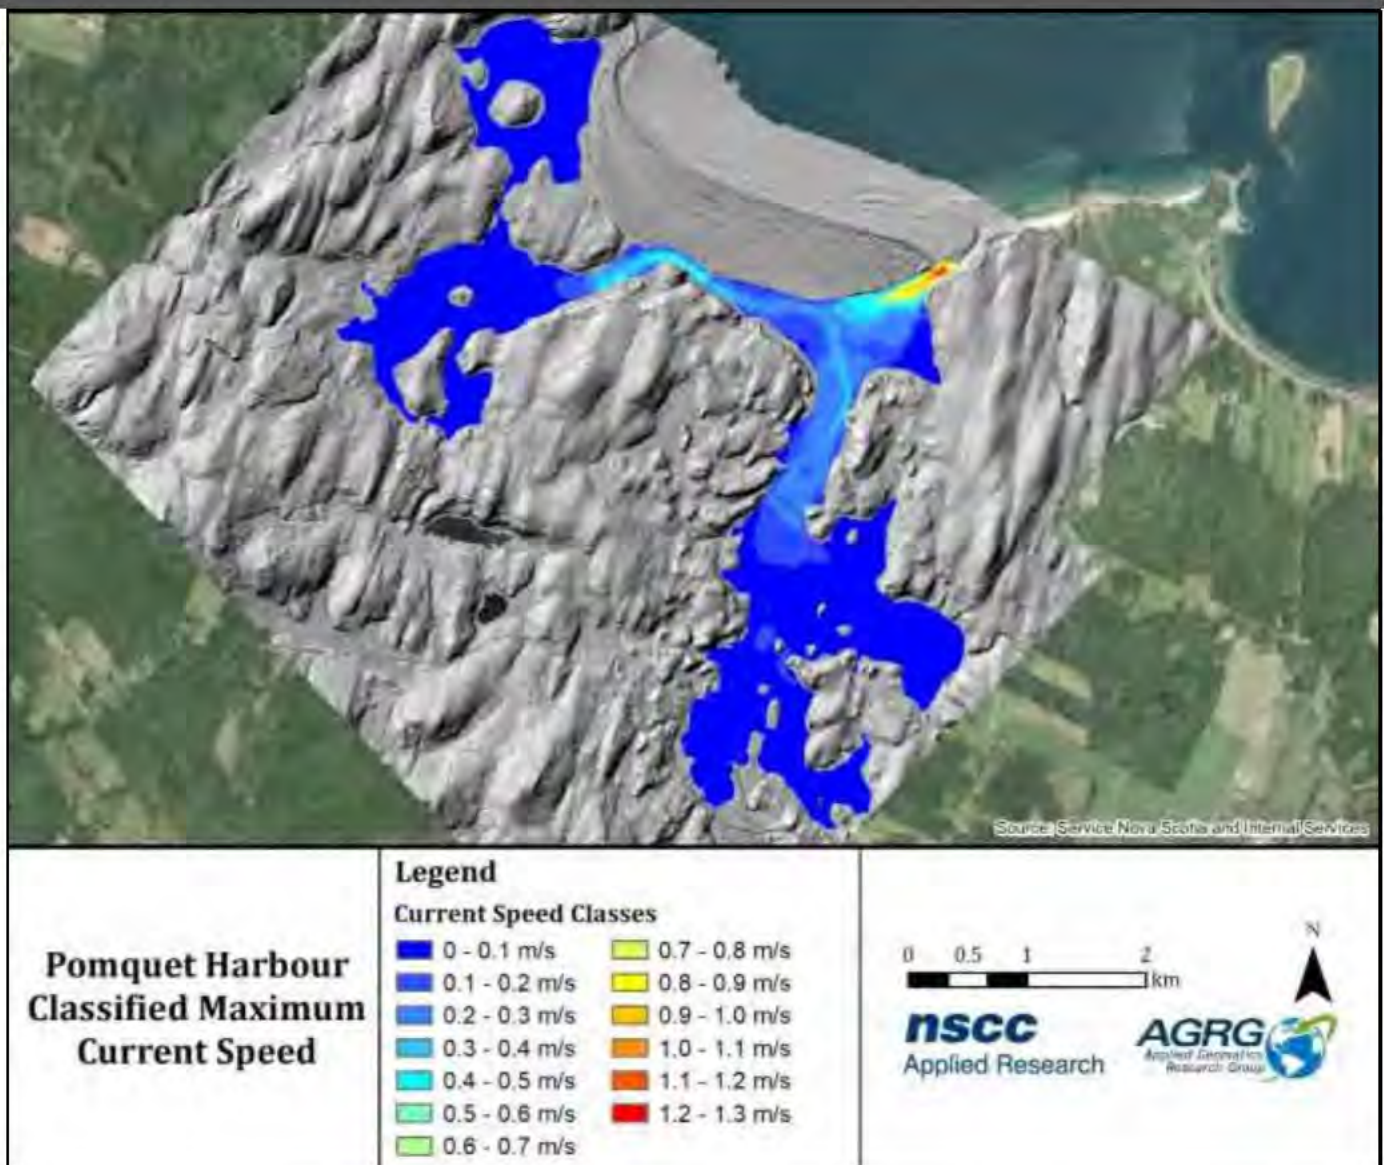 Source: Service Nova Scotia and Internal Services
Pomquet Harbour
Classified Maximum
Current Speed
Legend
Current Speed Classes
0 - 0.1 m/s
0.1 - 0.2 m/s
0.2 - 0.3 m/s
0.3 - 0.4 m/s
0.4 - 0.5 m/s
0.5 - 0.6 m/s
0.6 - 0.7 m/s
0.7 - 0.8 m/s
0.8 - 0.9 m/s
0.9 - 1.0 m/s
1.0 - 1.1 m/s
1.1 - 1.2 m/s
1.2 - 1.3 m/s
0 0.5 1 2
km
N
nscc
Applied Research
AGRG
Applied Geomatics
Research Group